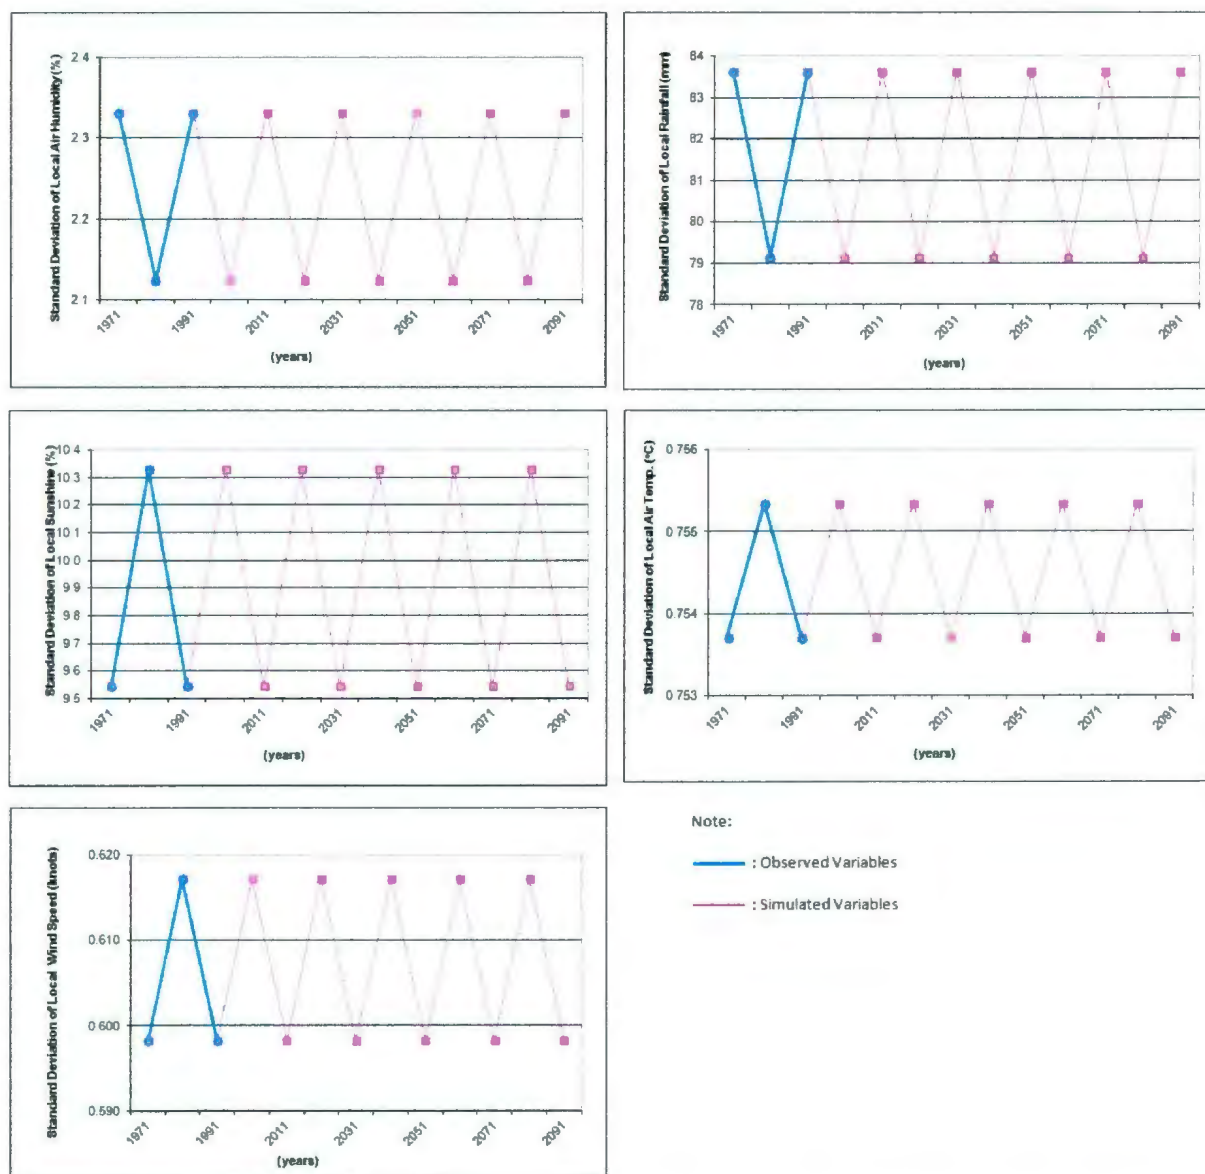 Standard Deviation of Local Air Humidity (%)
2.4
2.3
2.2
2.1
1971 1991 2011 2031 2051 2071 2091
(years)
Standard Deviation of Local Rainfall (mm)
84
83
82
81
80
79
78
1971 1991 2011 2031 2051 2071 2091
(years)
Standard Deviation of Local Sunshine (%)
10.4
10.3
10.2
10.1
10.0
9.9
9.8
9.7
9.6
9.5
1971 1991 2011 2031 2051 2071 2091
(years)
Standard Deviation of Local Air Temp. (°C)
0.756
0.755
0.754
0.753
1971 1991 2011 2031 2051 2071 2091
(years)
Standard Deviation of Local Wind Speed (knots)
0.620
0.610
0.600
0.590
1971 1991 2011 2031 2051 2071 2091
(years)
Note:
: Observed Variables
: Simulated Variables